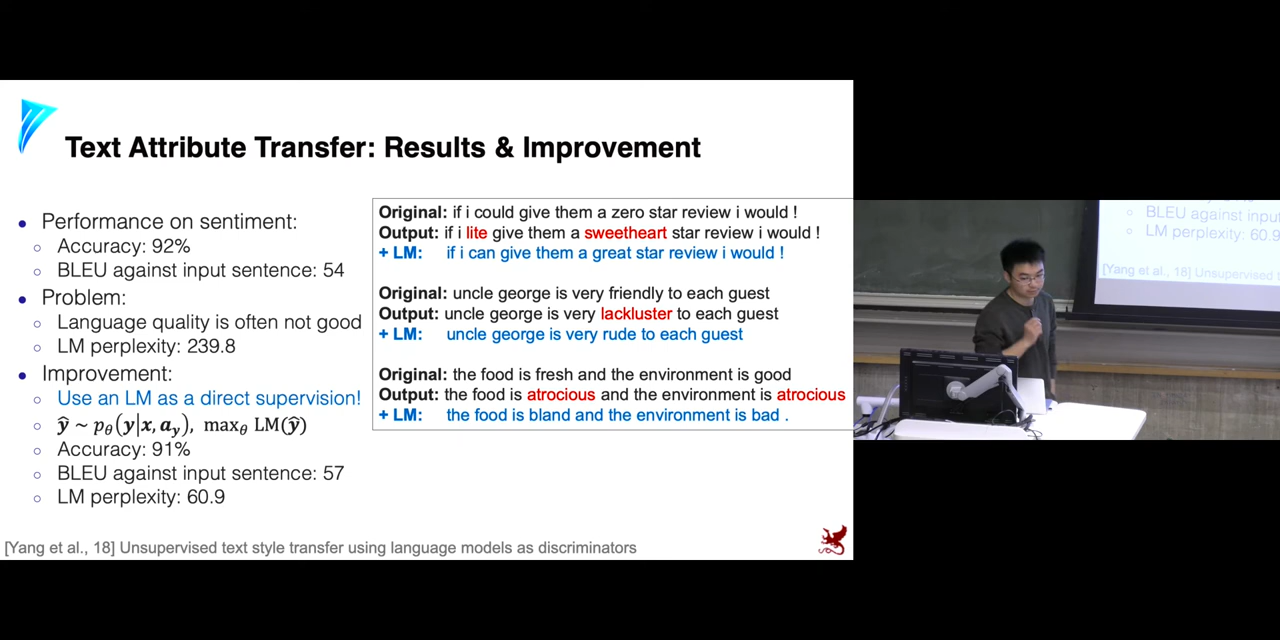 Text Attribute Transfer: Results & Improvement
• Performance on sentiment:
○ Accuracy: 92%
○ BLEU against input sentence: 54
• Problem:
○ Language quality is often not good
○ LM perplexity: 239.8
• Improvement:
○ Use an LM as a direct supervision!
○ ŷ ~ pθ(y|x, a_y), maxθ LM(ŷ)
○ Accuracy: 91%
○ BLEU against input sentence: 57
○ LM perplexity: 60.9
Original: if i could give them a zero star review i would !
Output: if i lite give them a sweetheart star review i would !
+ LM: if i can give them a great star review i would !
Original: uncle george is very friendly to each guest
Output: uncle george is very lackluster to each guest
+ LM: uncle george is very rude to each guest
Original: the food is fresh and the environment is good
Output: the food is atrocious and the environment is atrocious
+ LM: the food is bland and the environment is bad .
[Yang et al., 18] Unsupervised text style transfer using language models as discriminators
○ BLEU against input
○ LM perplexity: 60.9
[Yang et al., 18] Unsupervised t